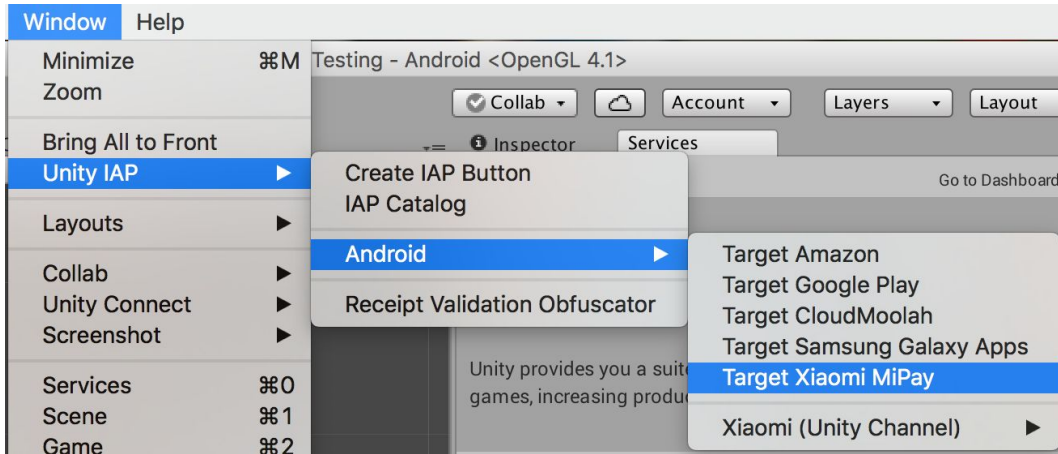 Window Help
Minimize ⌘M
Zoom
Bring All to Front
Unity IAP
Layouts
Collab
Unity Connect
Screenshot
Services ⌘0
Scene ⌘1
Game ⌘2
Testing - Android <OpenGL 4.1>
Collab Account Layers Layout
Inspector Services
Go to Dashboard
Create IAP Button
IAP Catalog
Android
Receipt Validation Obfuscator
Target Amazon
Target Google Play
Target CloudMoolah
Target Samsung Galaxy Apps
Target Xiaomi MiPay
Xiaomi (Unity Channel)
Unity provides you a suit
games, increasing produ